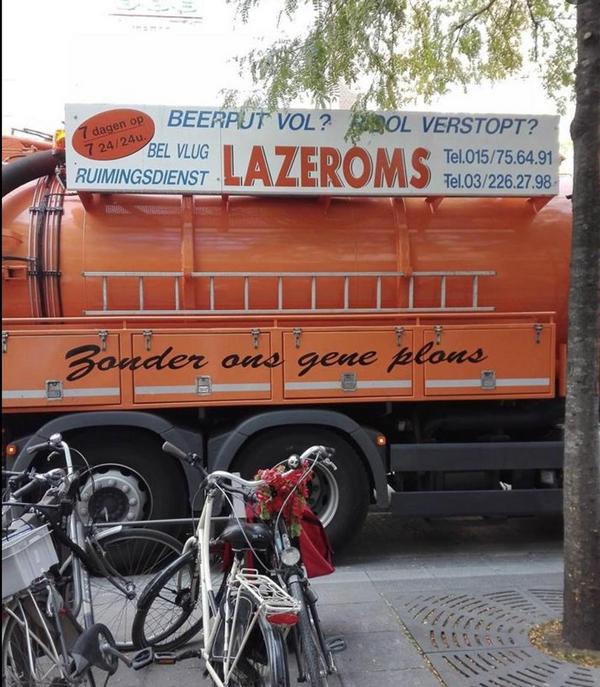 7 dagen op
7 24/24u.
BEERPUT VOL? RIOOL VERSTOPT?
BEL VLUG
RUIMINGSDIENST
LAZEROMS
Tel.015/75.64.91
Tel.03/226.27.98
Zonder ons gene plons